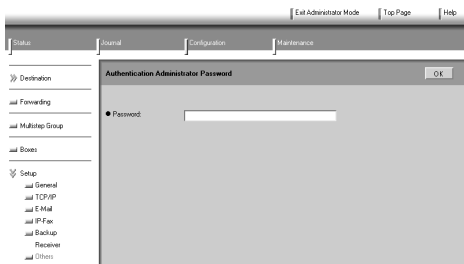 Exit Administrator Mode
Top Page
Help
Status
Journal
Configuration
Maintenance
Destination
Forwarding
Multistep Group
Boxes
Setup
General
TCP/IP
E-Mail
IP-Fax
Backup
Receiver
Others
Authentication Administrator Password
OK
Password: